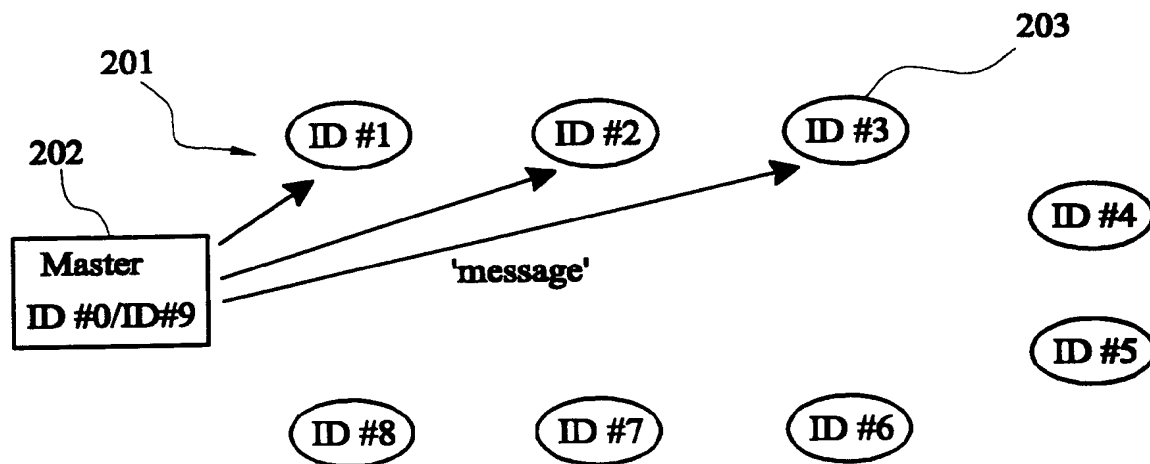 203
201
ID #1
ID #2
ID #3
202
ID #4
Master
ID #0/ID#9
'message'
ID #5
ID #8
ID #7
ID #6